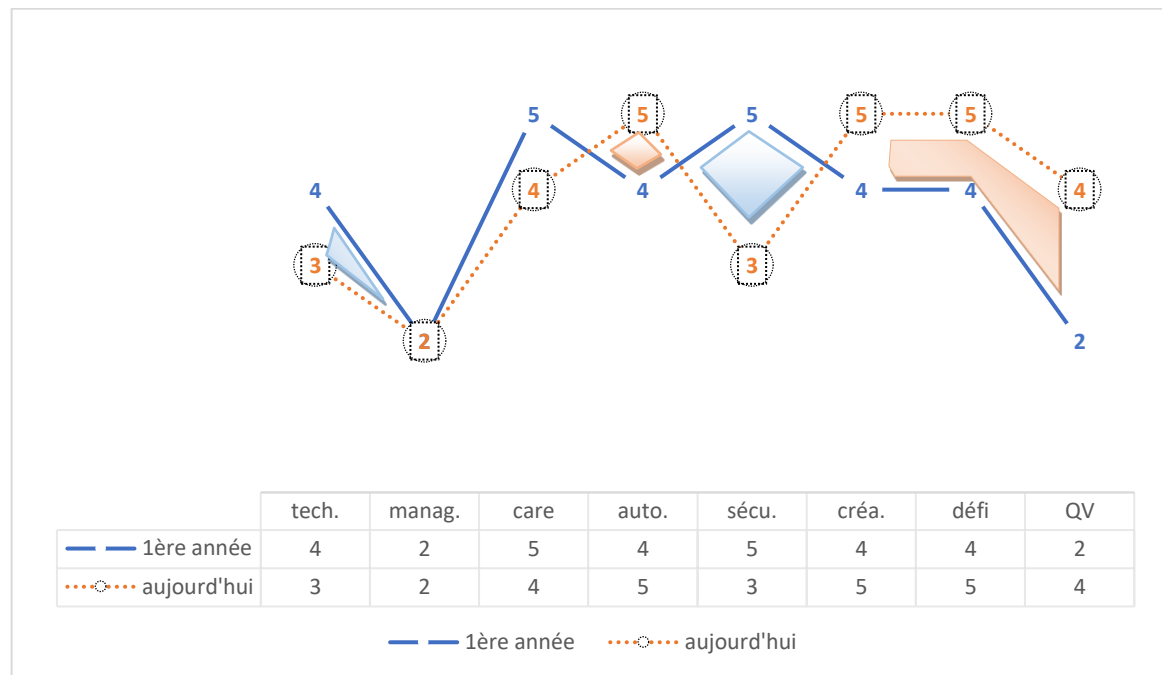 5 5 5 5 5
4 4 4 4 4 4
3 3
2 2
tech. manag. care auto. sécu. créa. défi QV
1ère année 4 2 5 4 5 4 4 2
aujourd'hui 3 2 4 5 3 5 5 4
1ère année aujourd'hui